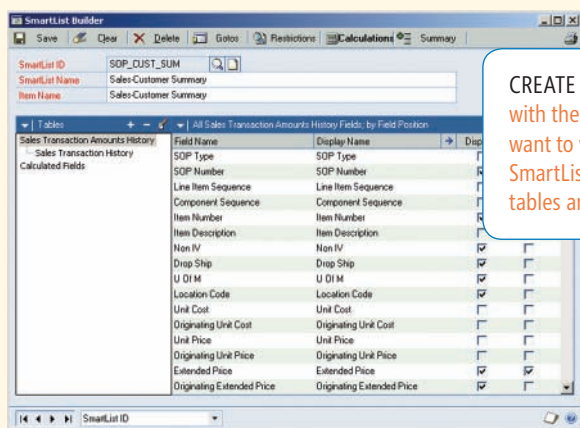 SmartList Builder
Save Clear Delete Gotos Restrictions Calculations Summary
SmartList ID SOP_CUST_SUM
SmartList Name Sales-Customer Summary
Item Name Sales-Customer Summary
Tables + - All Sales Transaction Amounts History Fields; by Field Position
Sales Transaction Amounts History
Sales Transaction History
Calculated Fields
Field Name Display Name
SOP Type SOP Type
SOP Number SOP Number
Line Item Sequence Line Item Sequence
Component Sequence Component Sequence
Item Number Item Number
Item Description Item Description
Non IV Non IV
Drop Ship Drop Ship
U Of M U Of M
Location Code Location Code
Unit Cost Unit Cost
Originating Unit Cost Originating Unit Cost
Unit Price Unit Price
Originating Unit Price Originating Unit Price
Extended Price Extended Price
Originating Extended Price Originating Extended Price
SmartList ID
CREATE
with the
want to
SmartLis
tables a